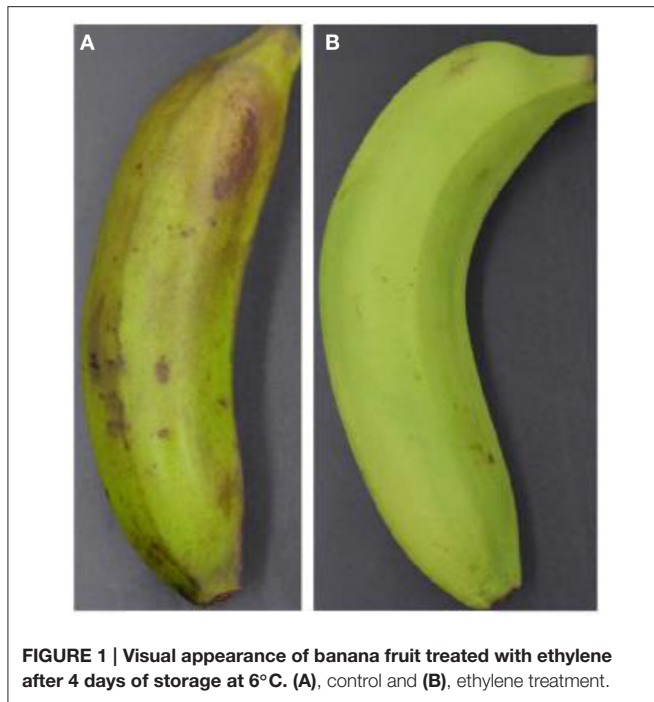 A B
FIGURE 1 | Visual appearance of banana fruit treated with ethylene
after 4 days of storage at 6°C. (A), control and (B), ethylene treatment.